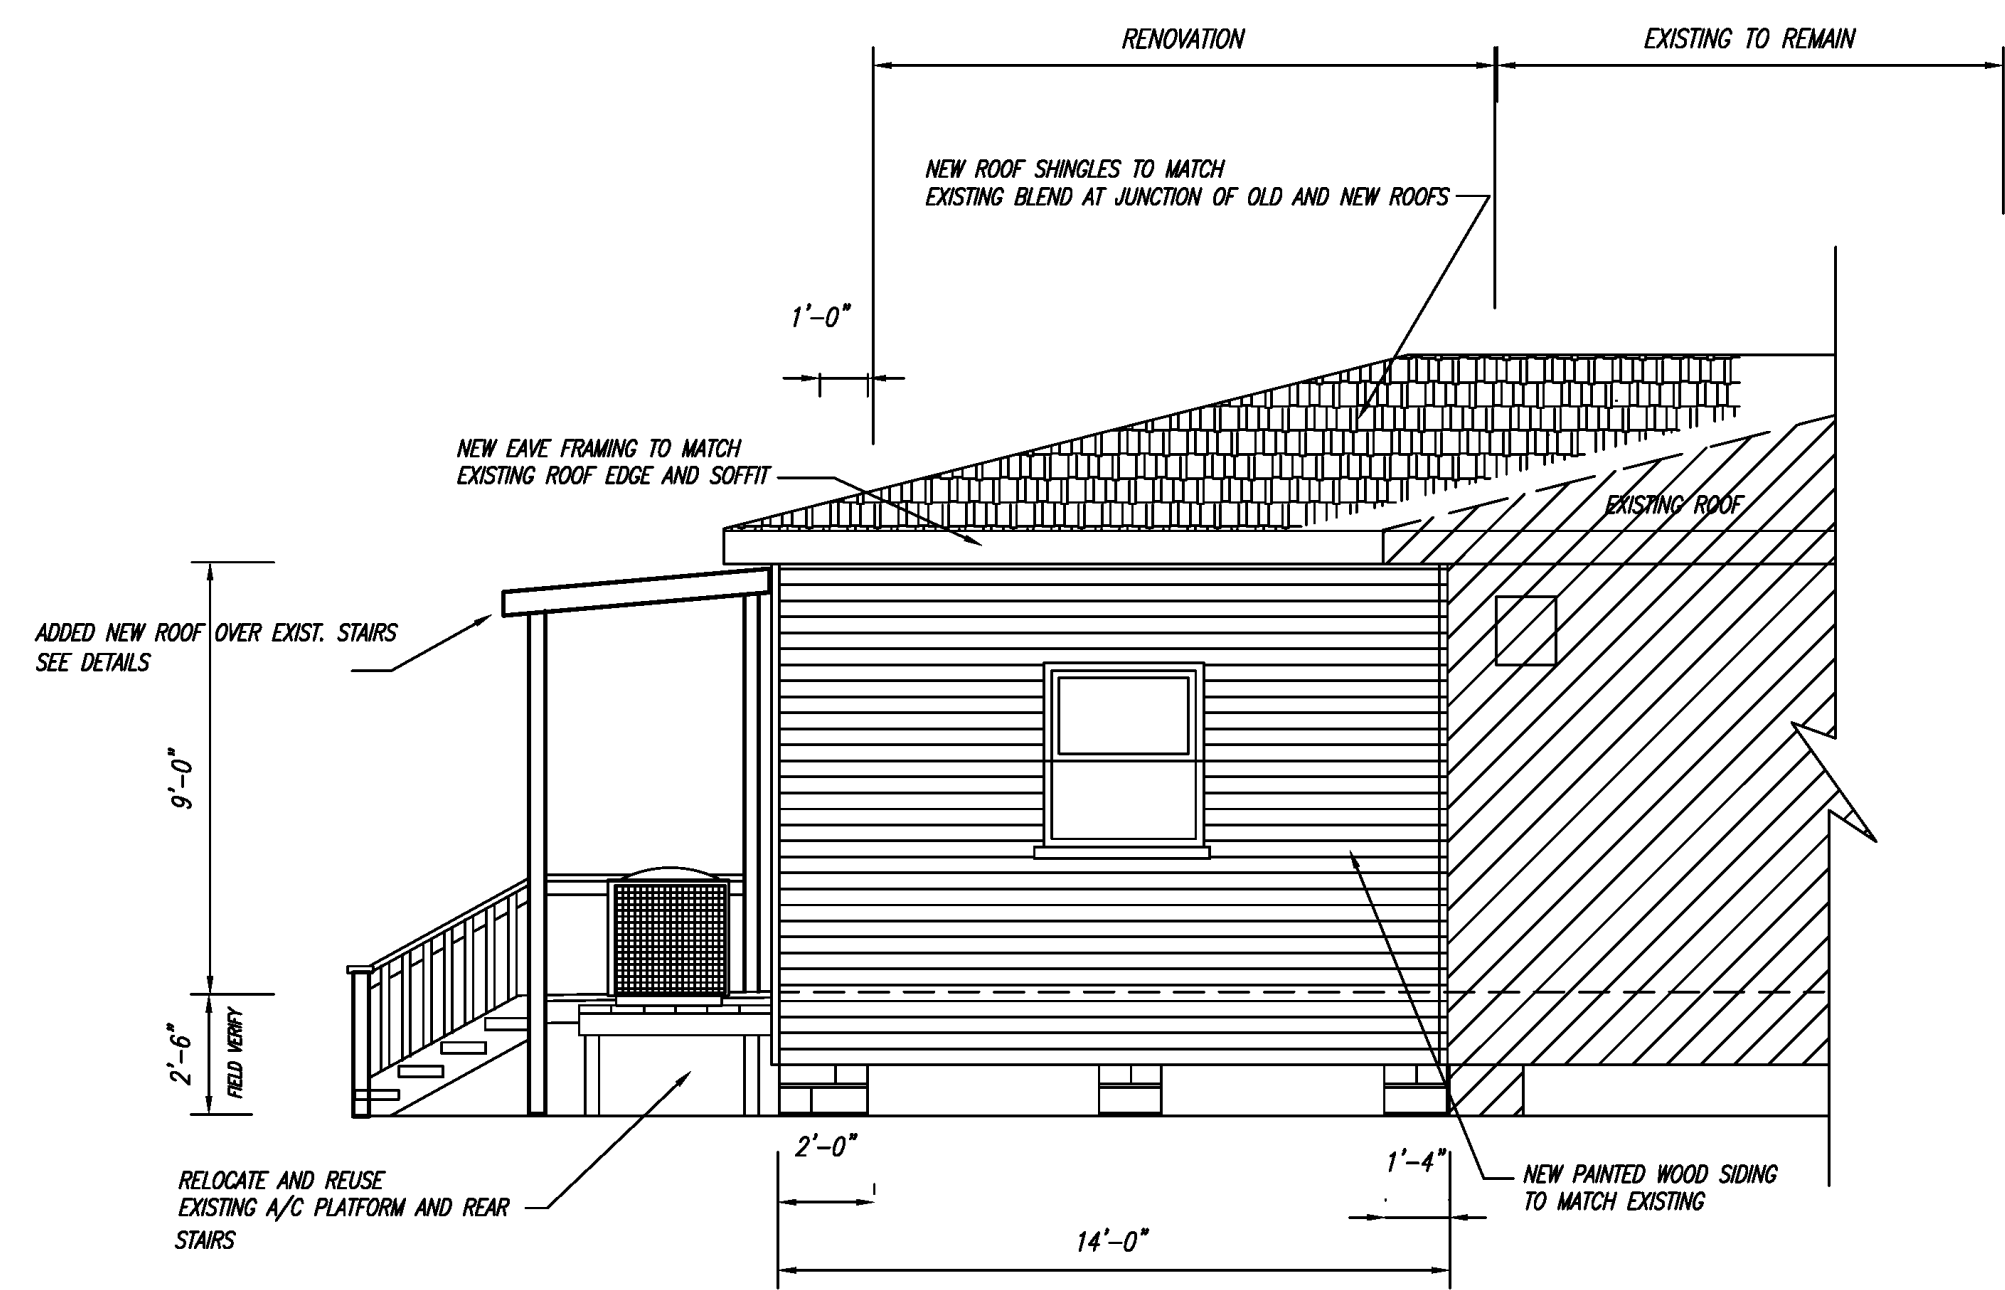 RENOVATION
EXISTING TO REMAIN
NEW ROOF SHINGLES TO MATCH
EXISTING BLEND AT JUNCTION OF OLD AND NEW ROOFS
1'-0"
NEW EAVE FRAMING TO MATCH
EXISTING ROOF EDGE AND SOFFIT
EXISTING ROOF
ADDED NEW ROOF OVER EXIST. STAIRS
SEE DETAILS
9'-0"
2'-6"
FIELD VERIFY
2'-0"
1'-4"
RELOCATE AND REUSE
EXISTING A/C PLATFORM AND REAR
STAIRS
NEW PAINTED WOOD SIDING
TO MATCH EXISTING
14'-0"